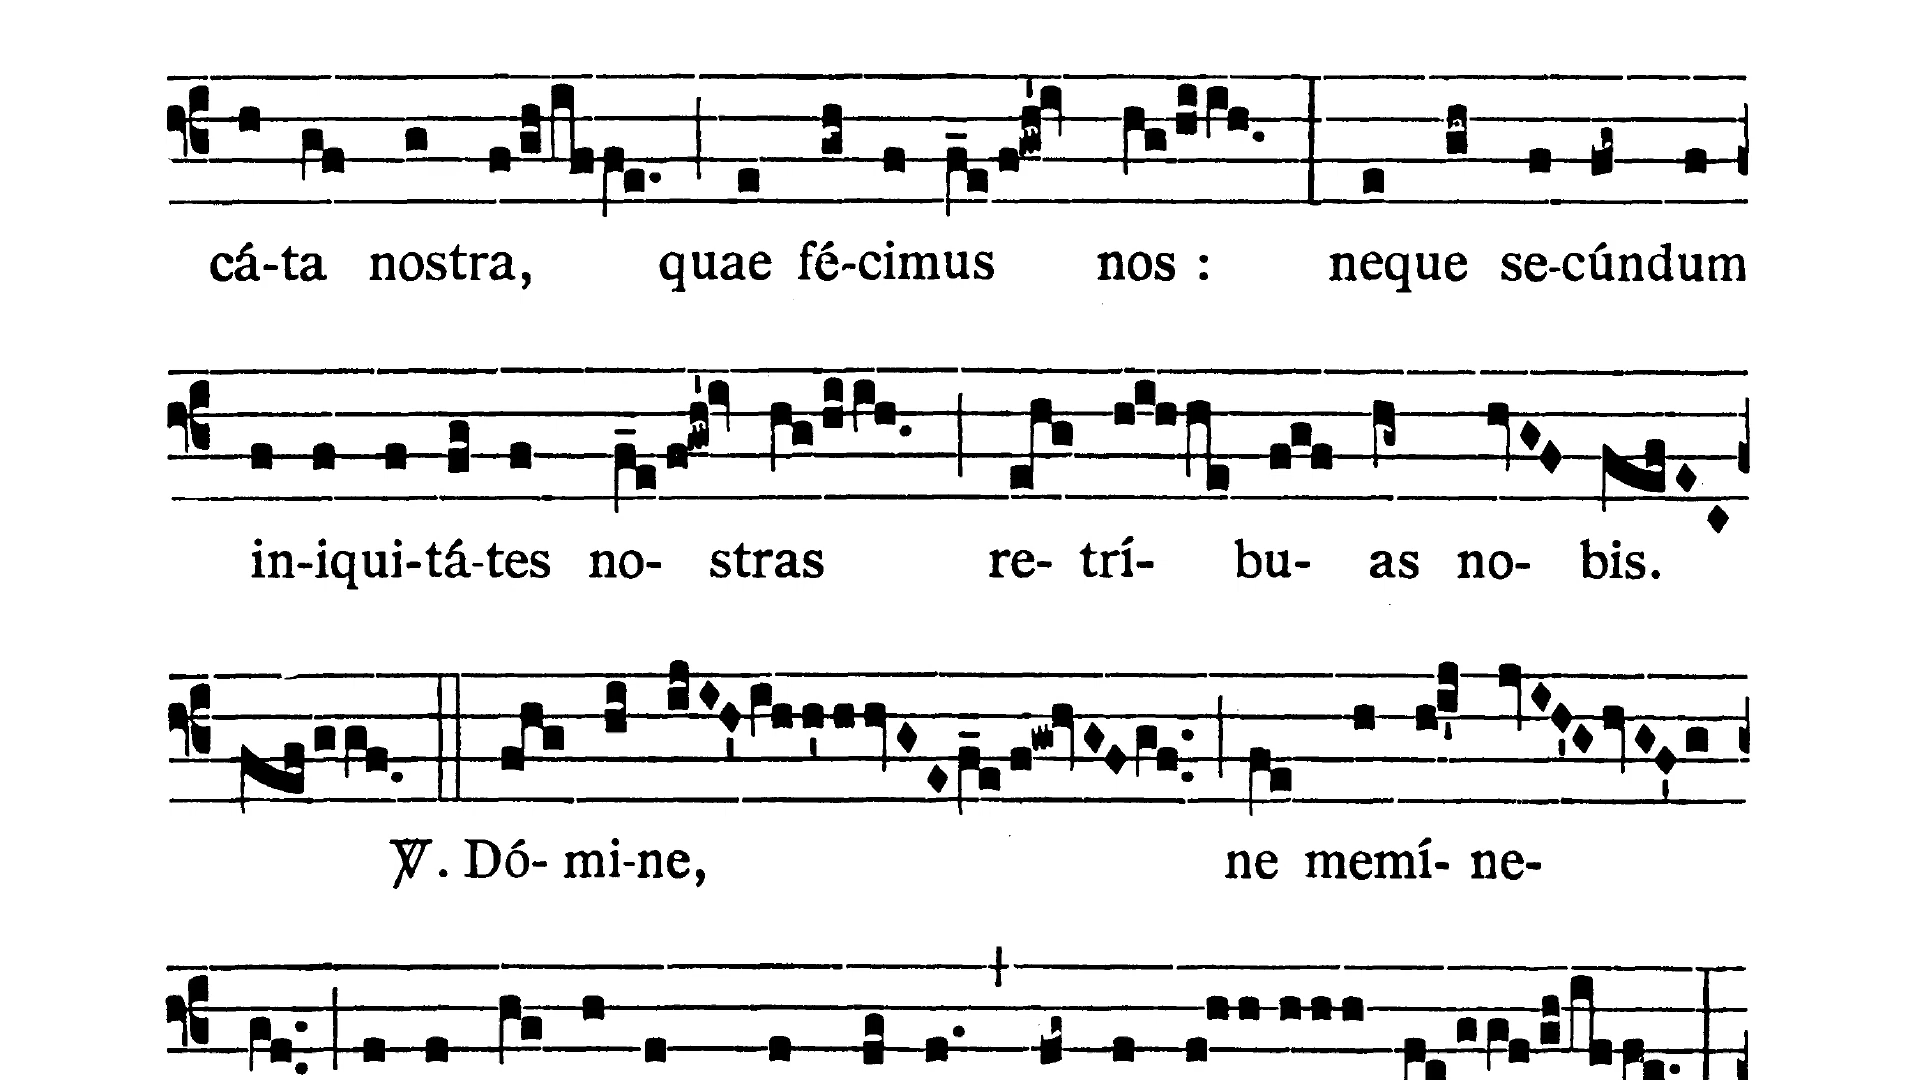 cá-ta nostra, quae fé-cimus nos : neque se-cúndum
in-iqui-tá-tes no- stras re- trí- bu- as no- bis.
℣. Dó- mi-ne, ne memí- ne-